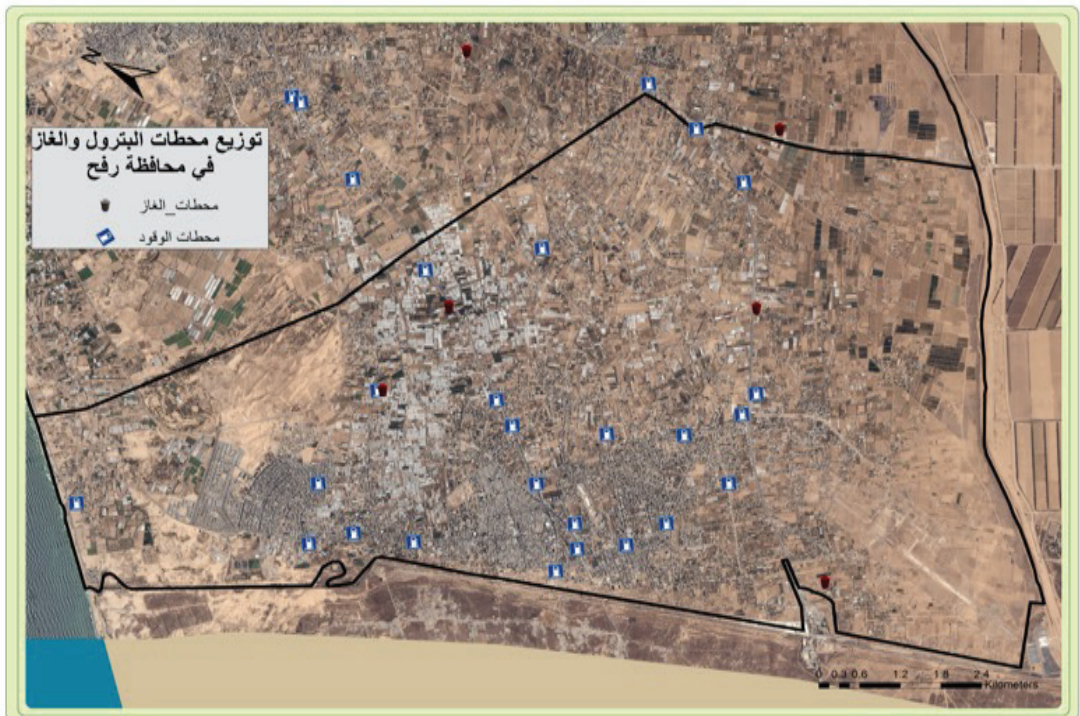 N
توزيع محطات البترول والغاز
في محافظة رفح
محطات_الغاز
محطات الوقود
0 0.3 0.6 1.2 1.8 2.4
Kilometers